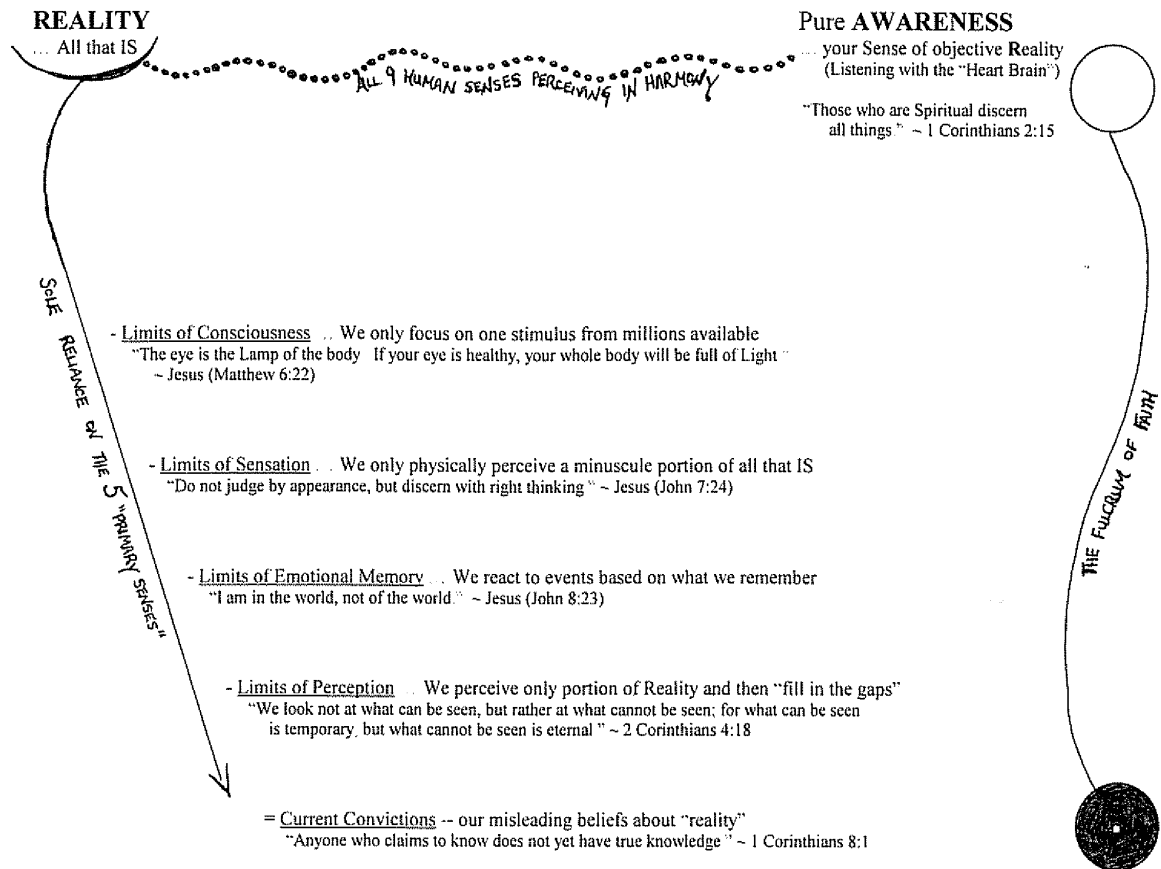 REALITY
... All that IS
Pure AWARENESS
... your Sense of objective Reality
(Listening with the "Heart Brain")
ALL 9 HUMAN SENSES PERCEIVING IN HARMONY
"Those who are Spiritual discern
all things." ~ 1 Corinthians 2:15
SOLE RELIANCE ON THE 5 "PRIMARY SENSES"
- Limits of Consciousness ... We only focus on one stimulus from millions available
"The eye is the Lamp of the body If your eye is healthy, your whole body will be full of Light"
~ Jesus (Matthew 6:22)
- Limits of Sensation ... We only physically perceive a minuscule portion of all that IS
"Do not judge by appearance, but discern with right thinking" ~ Jesus (John 7:24)
THE FULCRUM OF FAITH
- Limits of Emotional Memory ... We react to events based on what we remember
"I am in the world, not of the world." ~ Jesus (John 8:23)
- Limits of Perception ... We perceive only portion of Reality and then "fill in the gaps"
"We look not at what can be seen, but rather at what cannot be seen; for what can be seen
is temporary, but what cannot be seen is eternal" ~ 2 Corinthians 4:18
= Current Convictions -- our misleading beliefs about "reality"
"Anyone who claims to know does not yet have true knowledge" ~ 1 Corinthians 8:1